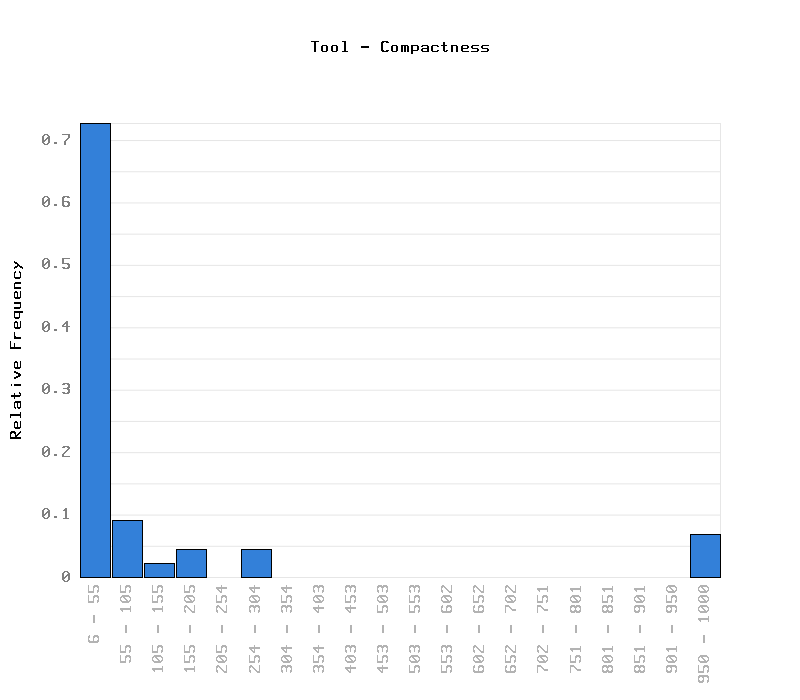 Tool - Compactness
Relative Frequency
0.7
0.6
0.5
0.4
0.3
0.2
0.1
0
6 - 55
55 - 105
105 - 155
155 - 205
205 - 254
254 - 304
304 - 354
354 - 403
403 - 453
453 - 503
503 - 553
553 - 602
602 - 652
652 - 702
702 - 751
751 - 801
801 - 851
851 - 901
901 - 950
950 - 1000